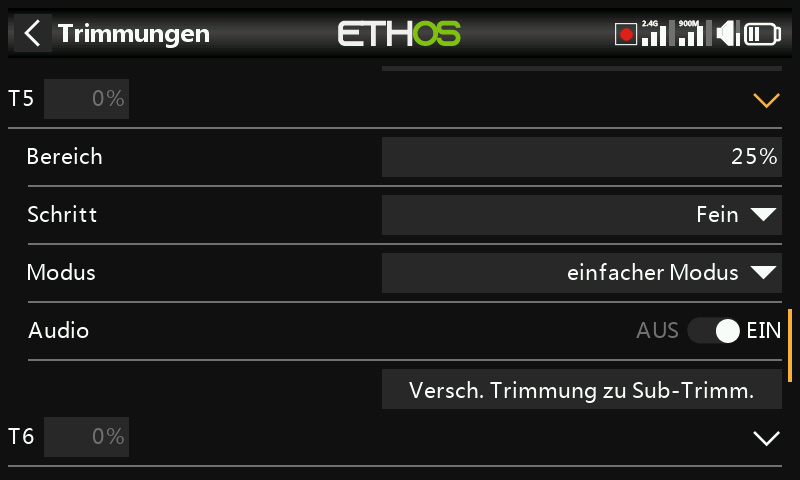 Trimmungen ETHOS 2.4G 900M
T5 0%
Bereich 25%
Schritt Fein
Modus einfacher Modus
Audio AUS EIN
Versch. Trimmung zu Sub-Trimm.
T6 0%